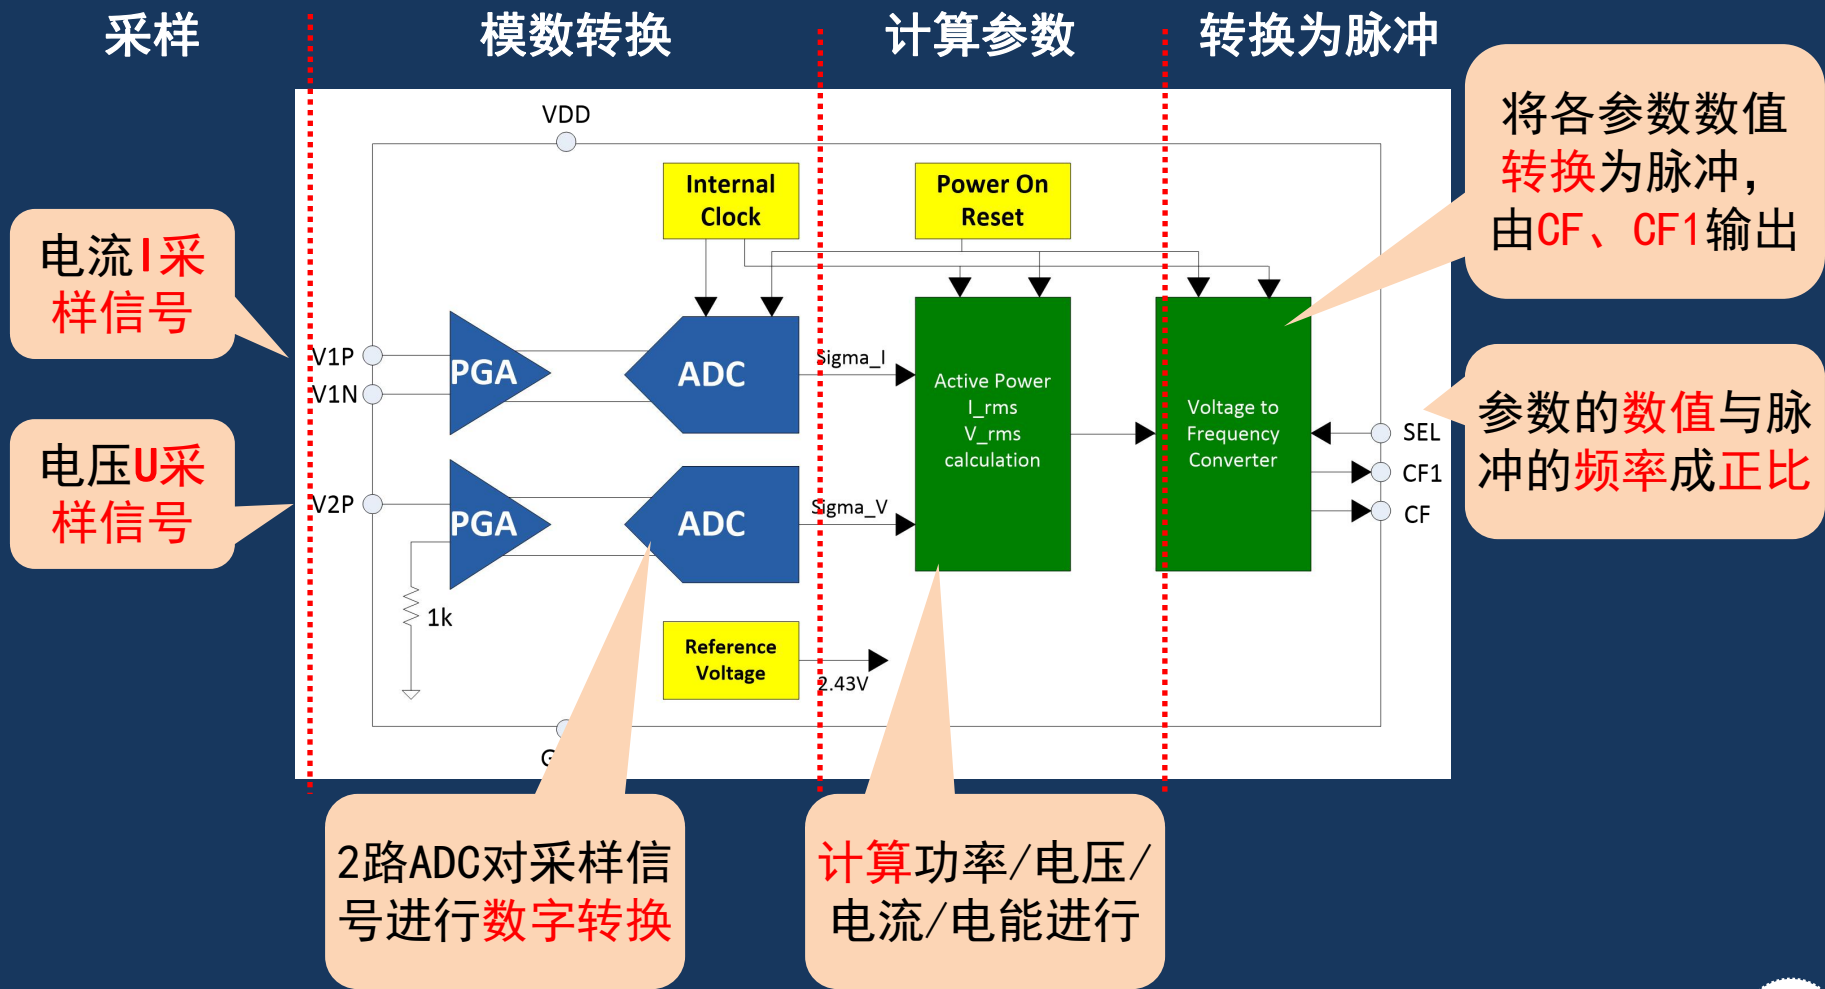 采样
模数转换
计算参数
转换为脉冲
将各参数数值
转换为脉冲，
由CF、CF1输出
VDD
Internal
Clock
Power On
Reset
电流I采
样信号
V1P
V1N
PGA
ADC
Sigma_I
Active Power
I_rms
V_rms
calculation
Voltage to
Frequency
Converter
SEL
CF1
CF
参数的数值与脉
冲的频率成正比
电压U采
样信号
V2P
PGA
ADC
Sigma_V
1k
Reference
Voltage
2.43V
2路ADC对采样信
号进行数字转换
计算功率/电压/
电流/电能进行